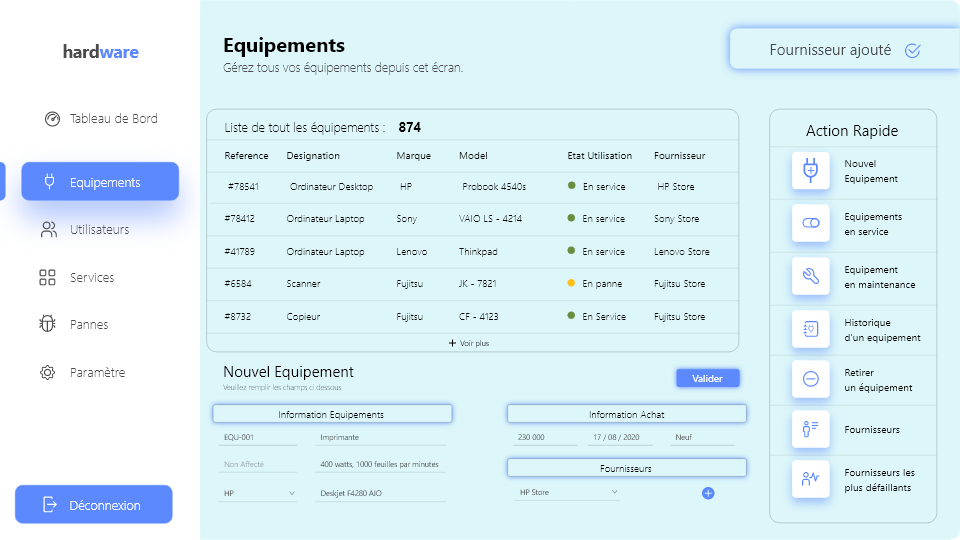 hardware
Tableau de Bord
Equipements
Utilisateurs
Services
Pannes
Paramètre
Déconnexion
Equipements
Gérez tous vos équipements depuis cet écran.
Fournisseur ajouté
Liste de tout les équipements : 874
Reference Designation Marque Model Etat Utilisation Fournisseur
#78541 Ordinateur Desktop HP Probook 4540s En service HP Store
#78412 Ordinateur Laptop Sony VAIO LS - 4214 En service Sony Store
#41789 Ordinateur Laptop Lenovo Thinkpad En service Lenovo Store
#6584 Scanner Fujitsu JK - 7821 En panne Fujitsu Store
#8732 Copieur Fujitsu CF - 4123 En Service Fujitsu Store
+ Voir plus
Nouvel Equipement
Veuillez remplir les champs ci dessous
Valider
Information Equipements
EQU-001 Imprimante
Non Affecté 400 watts, 1000 feuilles par minutes
HP Deskjet F4280 AIO
Information Achat
230 000 17 / 08 / 2020 Neuf
Fournisseurs
HP Store
Action Rapide
Nouvel
Equipement
Equipements
en service
Equipement
en maintenance
Historique
d'un equipement
Retirer
un équipement
Fournisseurs
Fournisseurs les
plus défaillants